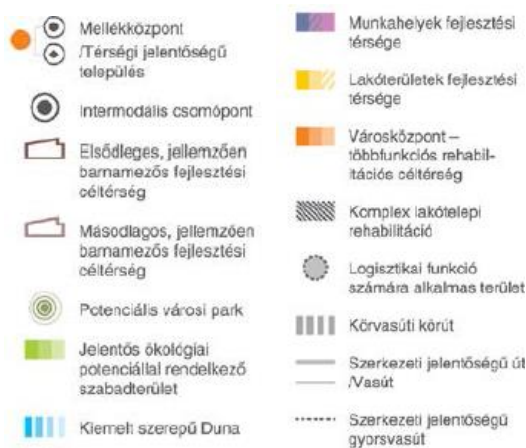 Mellékközpont
/Térségi jelentőségű
település
Intermodális csomópont
Elsődleges, jellemzően
barnamezős fejlesztési
céltérség
Másodlagos, jellemzően
barnamezős fejlesztési
céltérség
Potenciális városi park
Jelentős ökológiai
potenciállal rendelkező
szabadterület
Kiemelt szerepű Duna
Munkahelyek fejlesztési
térsége
Lakóterületek fejlesztési
térsége
Városközpont –
többfunkciós rehabil-
itációs céltérség
Komplex lakótelepi
rehabilitáció
Logisztikai funkció
számára alkalmas terület
Körvasúti körút
Szerkezeti jelentőségű út
/Vasút
Szerkezeti jelentőségű
gyorsvasút